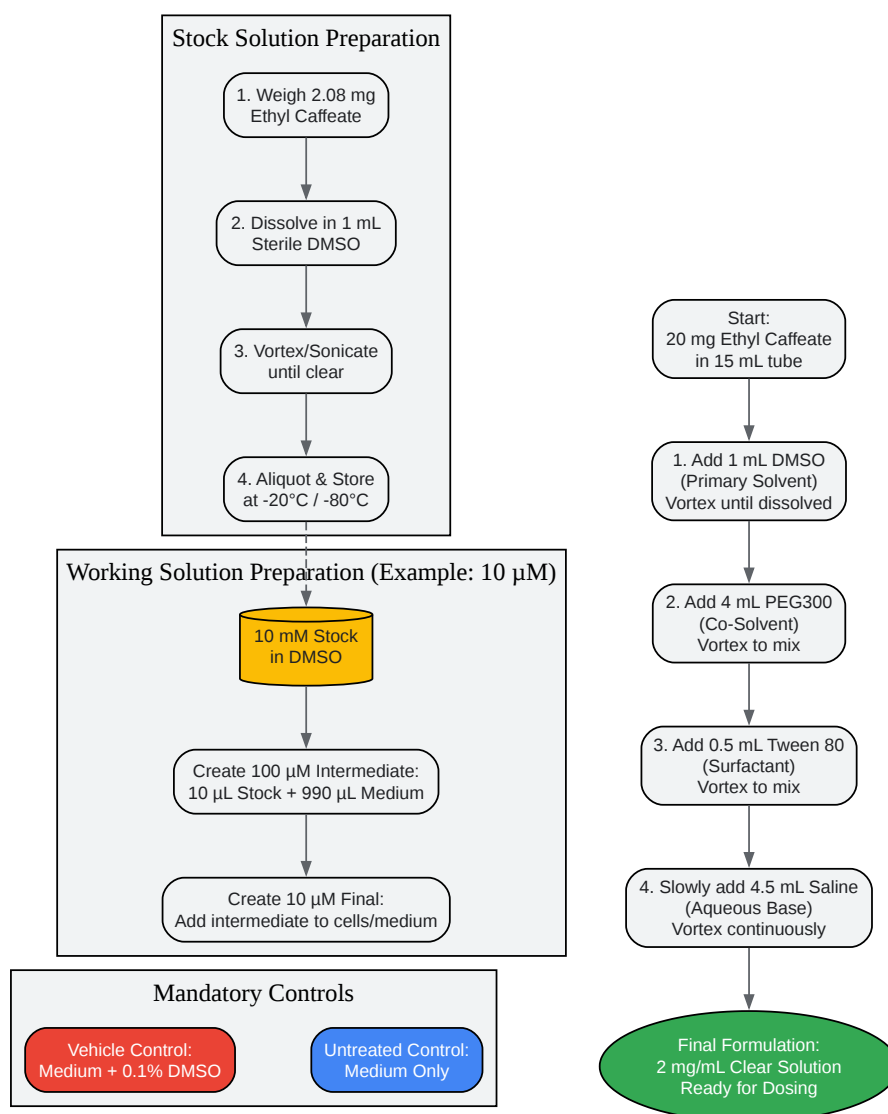 Stock Solution Preparation
1. Weigh 2.08 mg
Ethyl Caffeate
2. Dissolve in 1 mL
Sterile DMSO
3. Vortex/Sonicate
until clear
4. Aliquot & Store
at -20°C / -80°C
Working Solution Preparation (Example: 10 µM)
10 mM Stock
in DMSO
Create 100 µM Intermediate:
10 µL Stock + 990 µL Medium
Create 10 µM Final:
Add intermediate to cells/medium
Mandatory Controls
Vehicle Control:
Medium + 0.1% DMSO
Untreated Control:
Medium Only
Start:
20 mg Ethyl Caffeate
in 15 mL tube
1. Add 1 mL DMSO
(Primary Solvent)
Vortex until dissolved
2. Add 4 mL PEG300
(Co-Solvent)
Vortex to mix
3. Add 0.5 mL Tween 80
(Surfactant)
Vortex to mix
4. Slowly add 4.5 mL Saline
(Aqueous Base)
Vortex continuously
Final Formulation:
2 mg/mL Clear Solution
Ready for Dosing